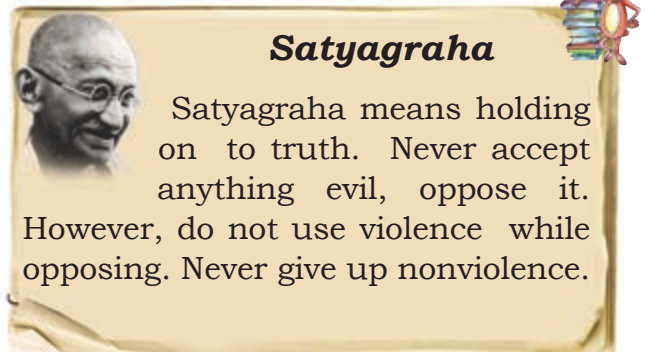 Satyagraha
Satyagraha means holding
on to truth. Never accept
anything evil, oppose it.
However, do not use violence while
opposing. Never give up nonviolence.